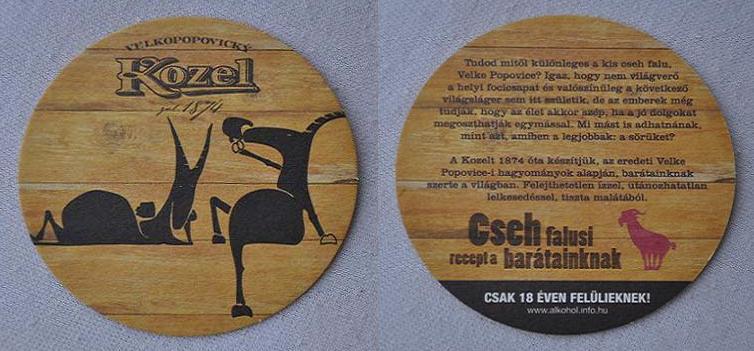 VELKOPOPOVICKÝ
Kozel
1874
Tudod mitől különleges a kis cseh falu,
Velke Popovice? Igaz, hogy nem világverő
a helyi focicsapat és valószínűleg a következő
világsláger sem itt születik, de az emberek még
tudják, hogy az élet akkor szép, ha a jó dolgokat
megoszthatják egymással. Mi mást is adhatnának,
mint azt, amiben a legjobbak: a sörüket?
A Kozelt 1874 óta készítjük, az eredeti Velke
Popovice-i hagyományok alapján, barátainknak
szerte a világban. Felejthetetlen ízzel, utánozhatatlan
lelkesedéssel, tiszta malátából.
Cseh falusi
recept a barátainknak
CSAK 18 ÉVEN FELÜLIEKNEK!
www.alkohol.info.hu